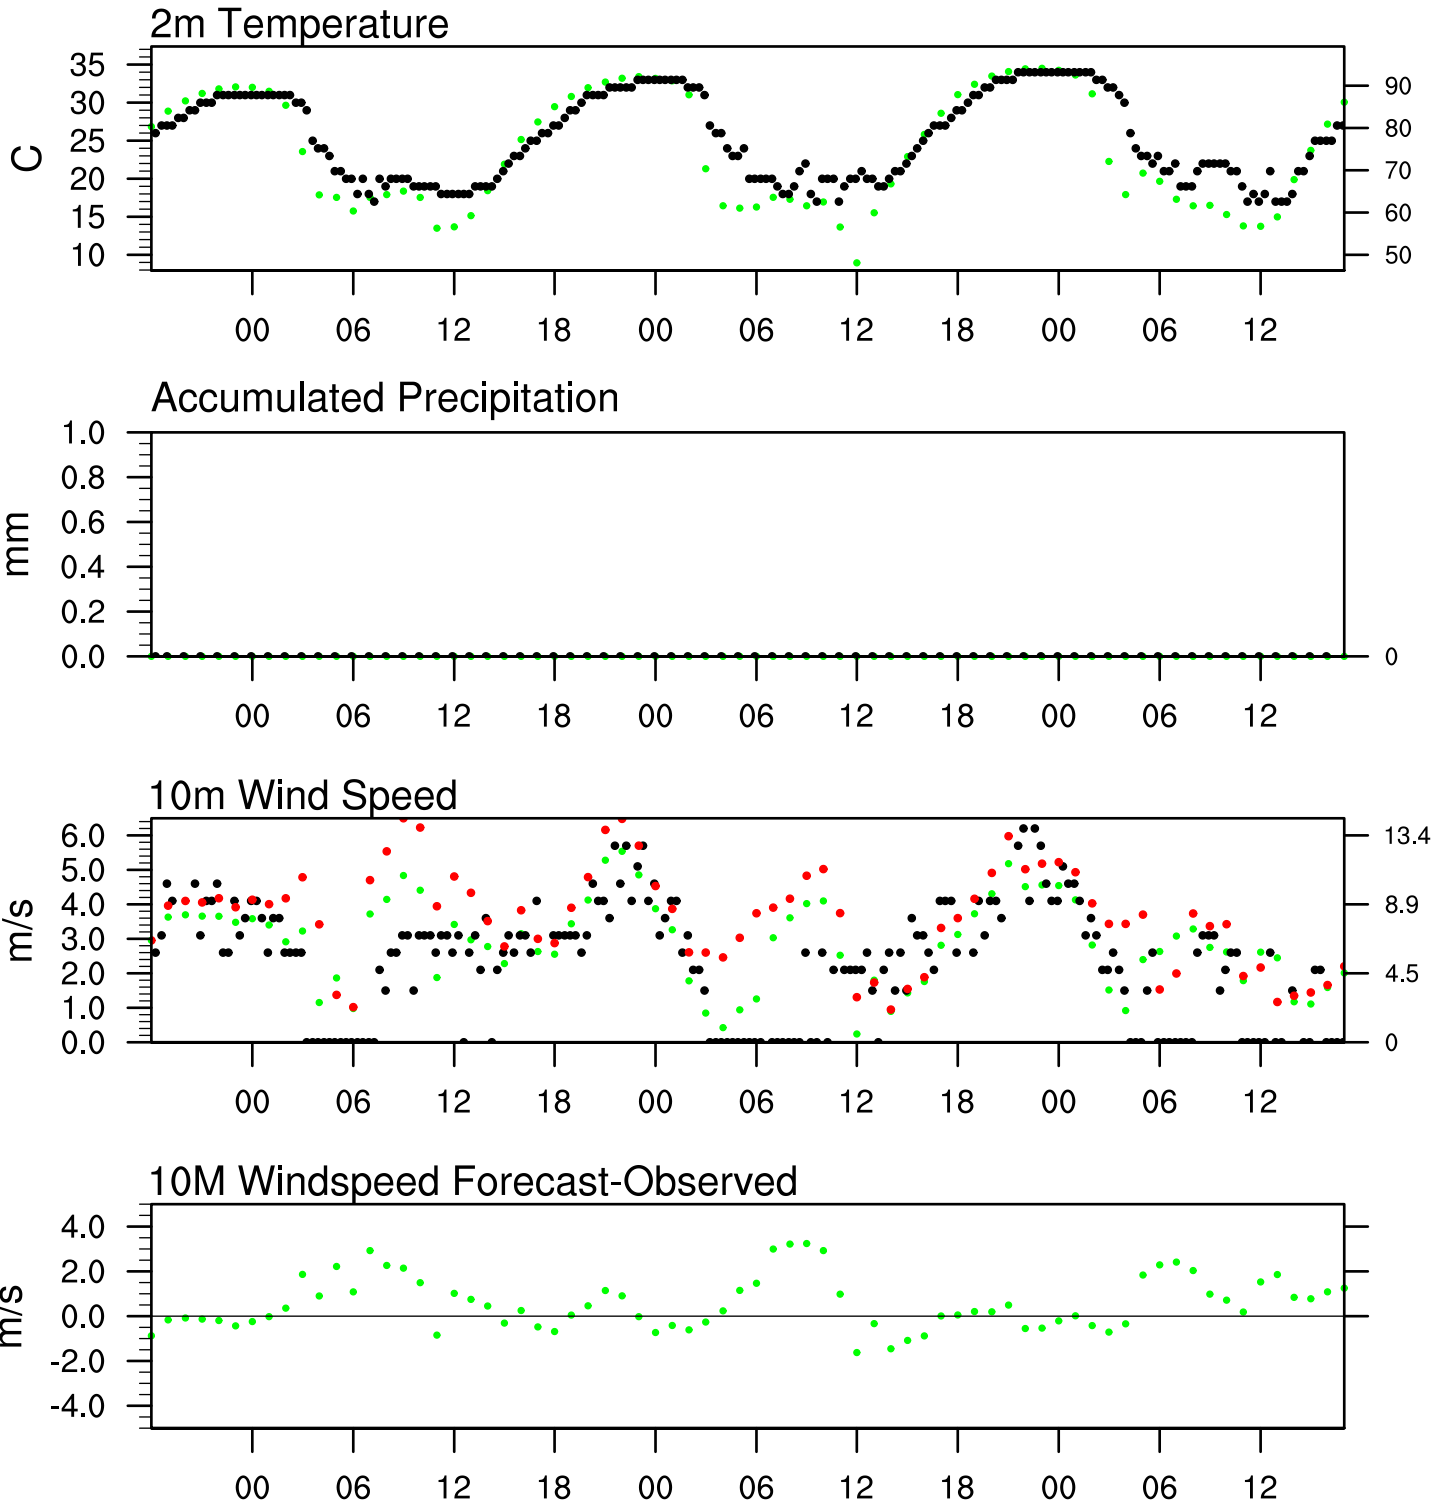 2m Temperature
35
30
25
20
15
10
C
90
80
70
60
50
00 06 12 18 00 06 12 18 00 06 12
Accumulated Precipitation
1.0
0.8
0.6
0.4
0.2
0.0
mm
0
00 06 12 18 00 06 12 18 00 06 12
10m Wind Speed
6.0
5.0
4.0
3.0
2.0
1.0
0.0
m/s
13.4
8.9
4.5
0
00 06 12 18 00 06 12 18 00 06 12
10M Windspeed Forecast-Observed
4.0
2.0
0.0
-2.0
-4.0
m/s
00 06 12 18 00 06 12 18 00 06 12